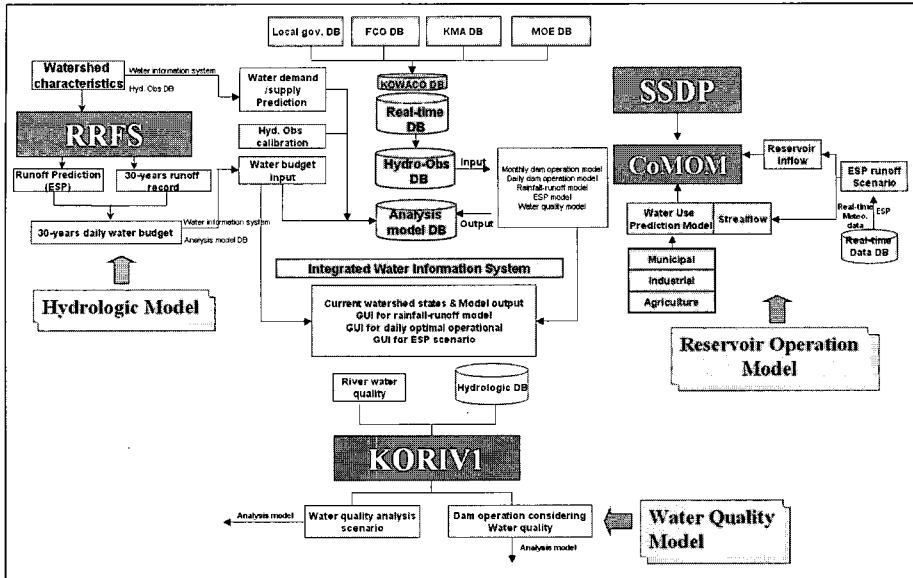 Local gov. DB
FCO DB
KMA DB
MOE DB
Watershed
characteristics
Water information system
Hyd. Obs DB
Water demand
/supply
Prediction
KOWACO DB
Real-time
DB
SSDP
RRFS
Hyd. Obs
calibration
Runoff Prediction
(ESP)
30-years runoff
record
Water budget
input
Hydro-Obs
DB
Input
Monthly dam operation model
Daily dam operation model
Rainfall-runoff model
ESP model
Water quality model
CoMOM
Reservoir
Inflow
ESP runoff
Scenario
30-years daily water budget
Water information system
Analysis model DB
Analysis
model DB
Output
Water Use
Prediction Model
Strealflow
Real-time
Meteo.
data
ESP
Real-time
Data DB
Municipal
Industrial
Agriculture
Integrated Water Information System
Hydrologic Model
Current watershed states & Model output
GUI for rainfall-runoff model
GUI for daily optimal operational
GUI for ESP scenario
Reservoir Operation
Model
River water
quality
Hydrologic DB
KORIV1
Analysis model
Water quality analysis
scenario
Dam operation considering
Water quality
Analysis model
Water Quality
Model